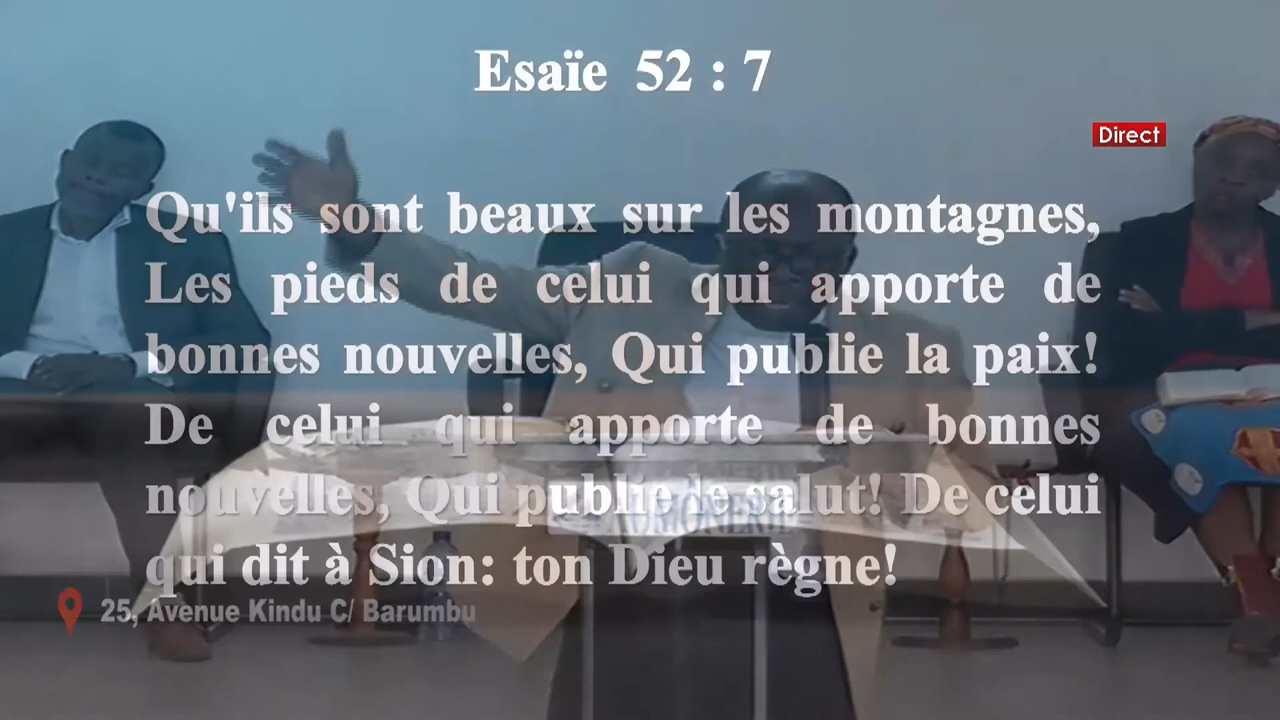 Esaïe 52 : 7
Direct
Qu'ils sont beaux sur les montagnes,
Les pieds de celui qui apporte de
bonnes nouvelles, Qui publie la paix!
De celui qui apporte de bonnes
nouvelles, Qui publie le salut! De celui
qui dit à Sion: ton Dieu règne!
25, Avenue Kindu C/ Barumbu